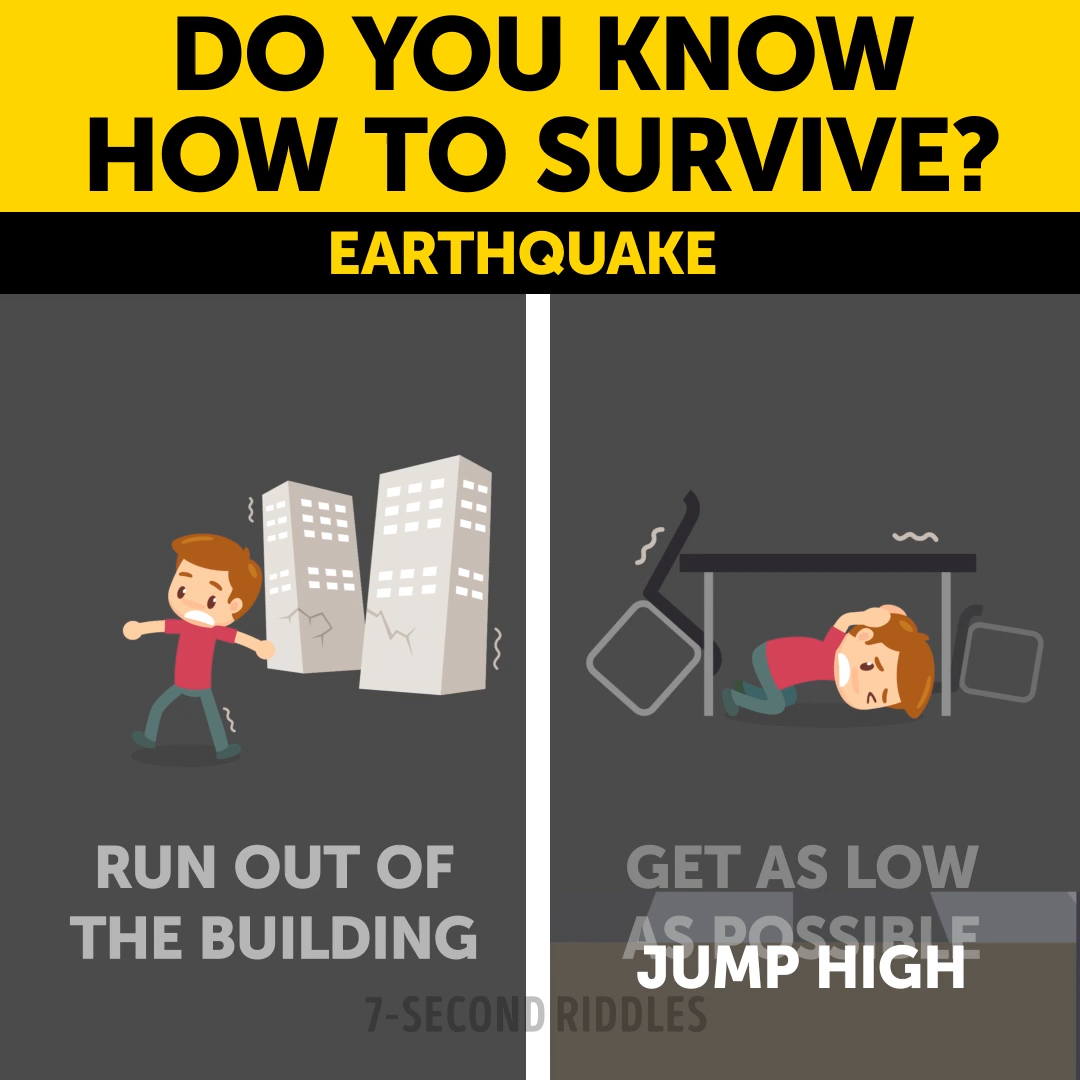 DO YOU KNOW
HOW TO SURVIVE?
EARTHQUAKE
RUN OUT OF
THE BUILDING
GET AS LOW
AS POSSIBLE
JUMP HIGH
7-SECOND RIDDLES